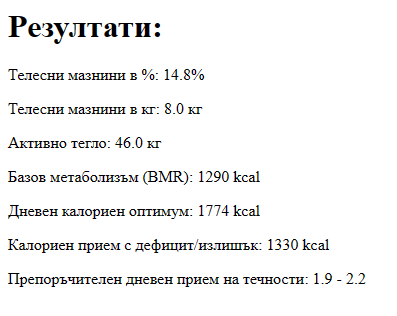 Резултати:
Телесни мазнини в %: 14.8%
Телесни мазнини в кг: 8.0 кг
Активно тегло: 46.0 кг
Базов метаболизъм (BMR): 1290 kcal
Дневен калориен оптимум: 1774 kcal
Калориен прием с дефицит/излишък: 1330 kcal
Препоръчителен дневен прием на течности: 1.9 - 2.2